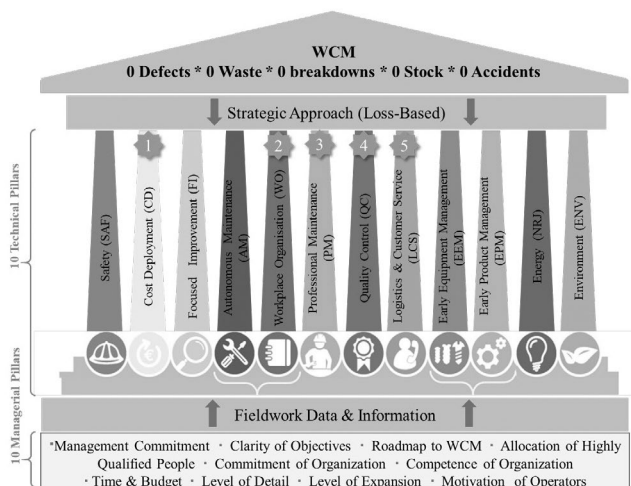 WCM
0 Defects * 0 Waste * 0 breakdowns * 0 Stock * 0 Accidents
Strategic Approach (Loss-Based)
10 Technical Pillars
1
2
3
4
5
Safety (SAF)
Cost Deployment (CD)
Focused Improvement (FI)
Autonomous Maintenance
(AM)
Workplace Organisation (WO)
Professional Maintenance
(PM)
Quality Control (QC)
Logistics & Customer Service
(LCS)
Early Equipment Management
(EEM)
Early Product Management
(EPM)
Energy (NRJ)
Environment (ENV)
€
10 Managerial Pillars
Fieldwork Data & Information
▪Management Commitment ▪ Clarity of Objectives ▪ Roadmap to WCM ▪ Allocation of Highly
Qualified People ▪ Commitment of Organization ▪ Competence of Organization
▪ Time & Budget ▪ Level of Detail ▪ Level of Expansion ▪ Motivation of Operators